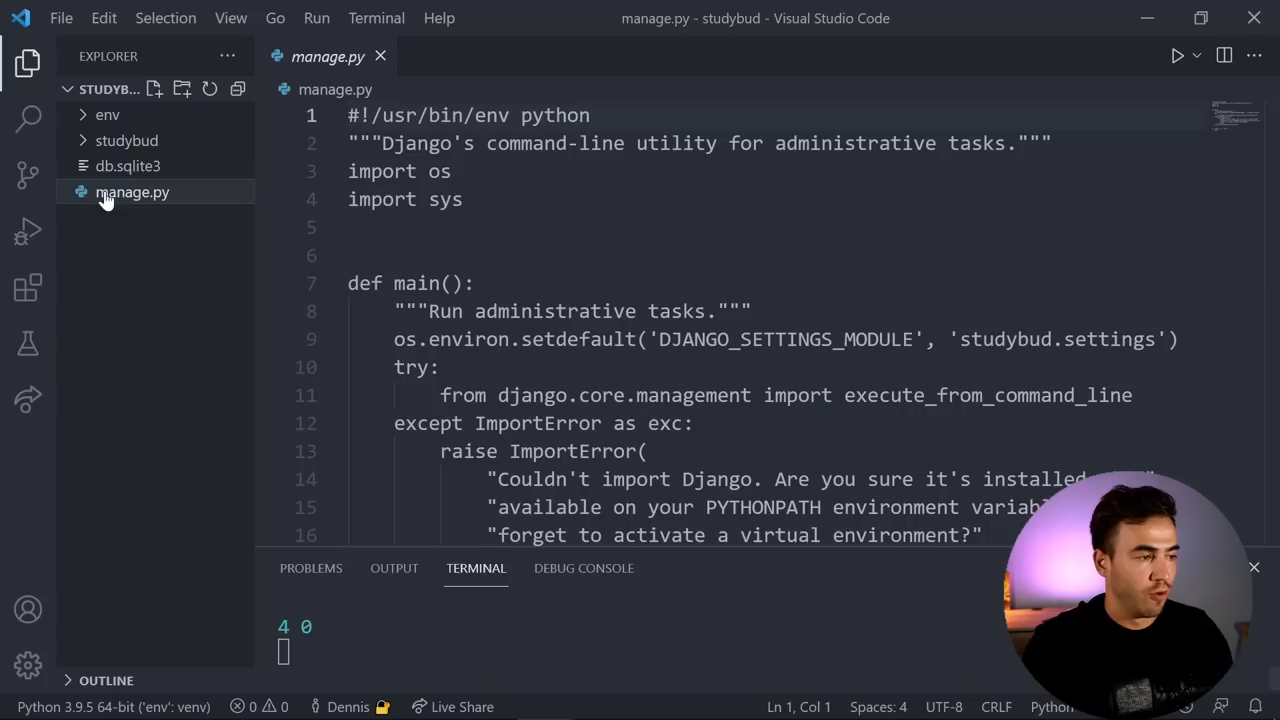 File Edit Selection View Go Run Terminal Help
manage.py - studybud - Visual Studio Code
EXPLORER
manage.py
STUDYB...
manage.py
env
studybud
db.sqlite3
manage.py
1 #!/usr/bin/env python
2 """Django's command-line utility for administrative tasks."""
3 import os
4 import sys
5
6
7 def main():
8 """Run administrative tasks."""
9 os.environ.setdefault('DJANGO_SETTINGS_MODULE', 'studybud.settings')
10 try:
11 from django.core.management import execute_from_command_line
12 except ImportError as exc:
13 raise ImportError(
14 "Couldn't import Django. Are you sure it's installed
15 "available on your PYTHONPATH environment
16 "forget to activate a virtual environment?"
PROBLEMS OUTPUT TERMINAL DEBUG CONSOLE
4 0
OUTLINE
Python 3.9.5 64-bit ('env': venv) 0 0 Dennis Live Share Ln 1, Col 1 Spaces: 4 UTF-8 CRLF Python